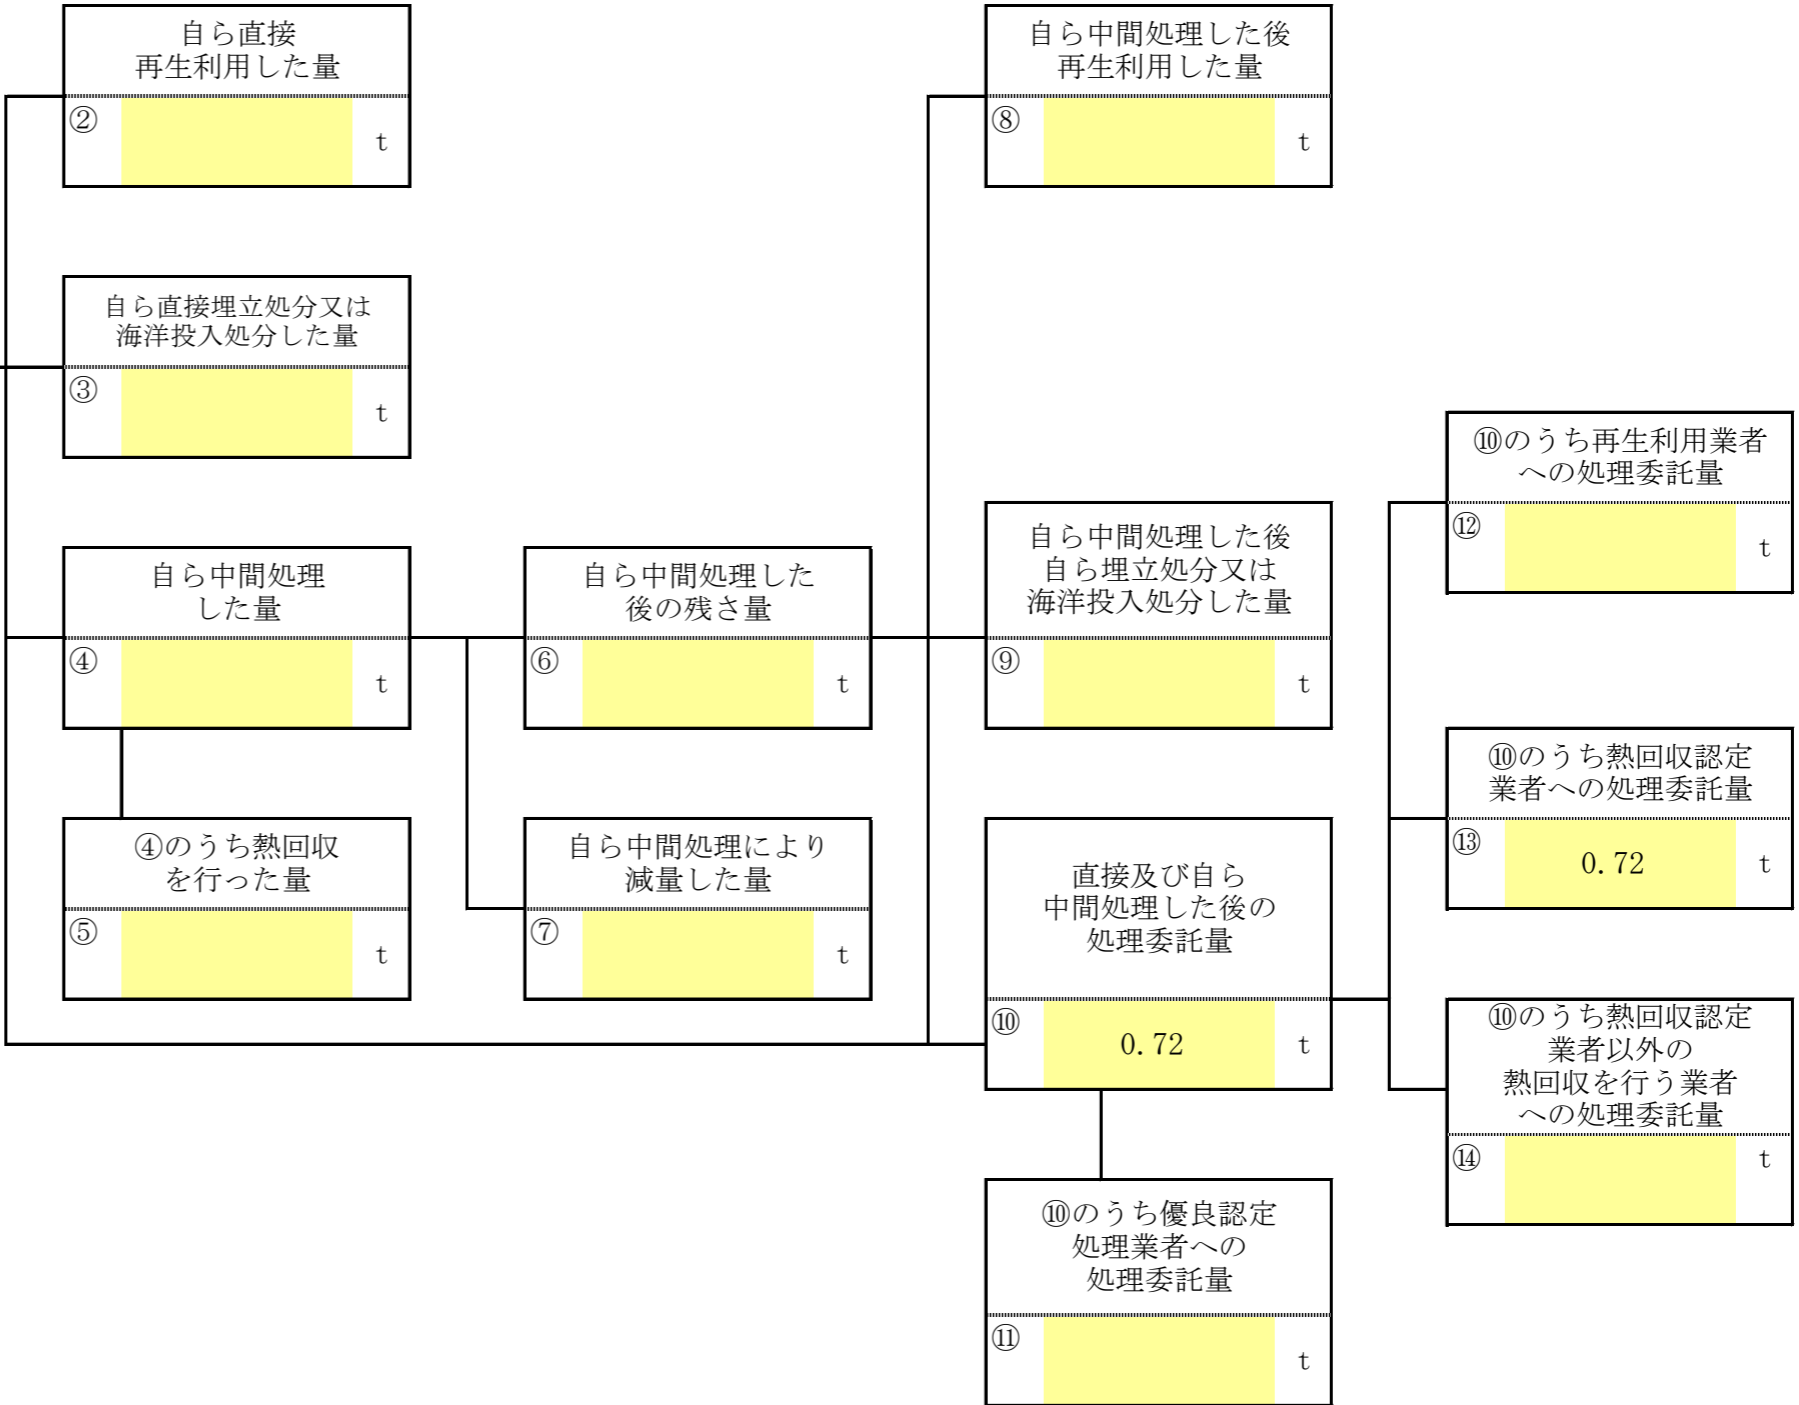 自ら直接
再生利用した量
②
t
自ら中間処理した後
再生利用した量
⑧
t
自ら直接埋立処分又は
海洋投入処分した量
③
t
⑩のうち再生利用業者
への処理委託量
⑫
t
自ら中間処理
した量
④
t
自ら中間処理した
後の残さ量
⑥
t
自ら中間処理した後
自ら埋立処分又は
海洋投入処分した量
⑨
t
⑩のうち熱回収認定
業者への処理委託量
⑬
0.72
t
④のうち熱回収
を行った量
⑤
t
自ら中間処理により
減量した量
⑦
t
直接及び自ら
中間処理した後の
処理委託量
⑩
0.72
t
⑩のうち熱回収認定
業者以外の
熱回収を行う業者
への処理委託量
⑭
t
⑩のうち優良認定
処理業者への
処理委託量
⑪
t